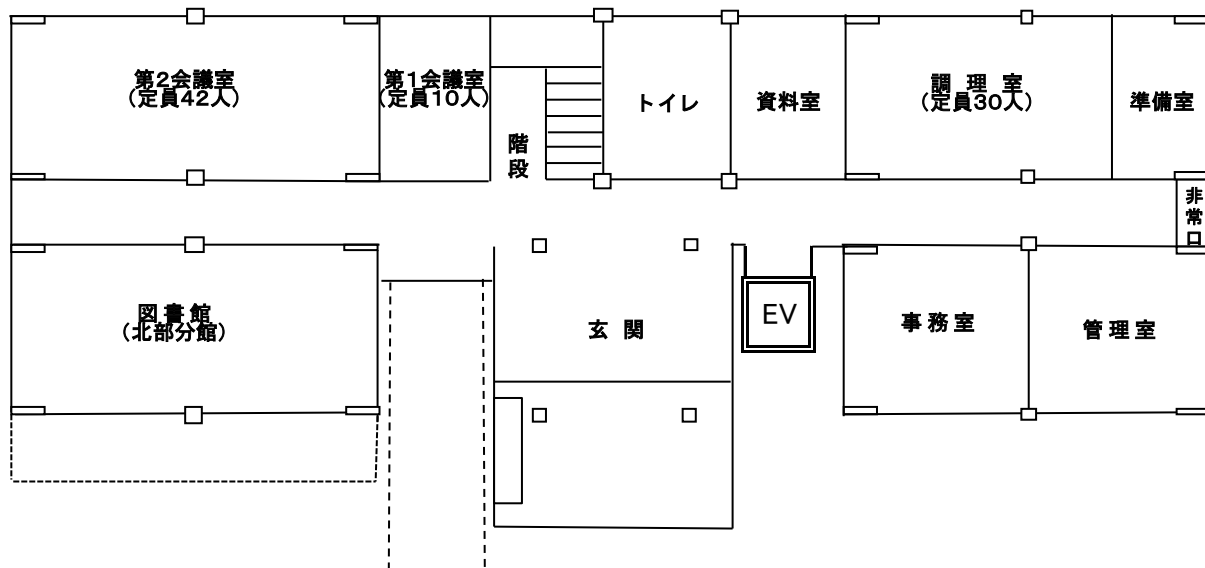 第2会議室
(定員42人)
第1会議室
(定員10人)
階段
トイレ
資料室
調理室
(定員30人)
準備室
非常口
図書館
(北部分館)
玄関
EV
事務室
管理室